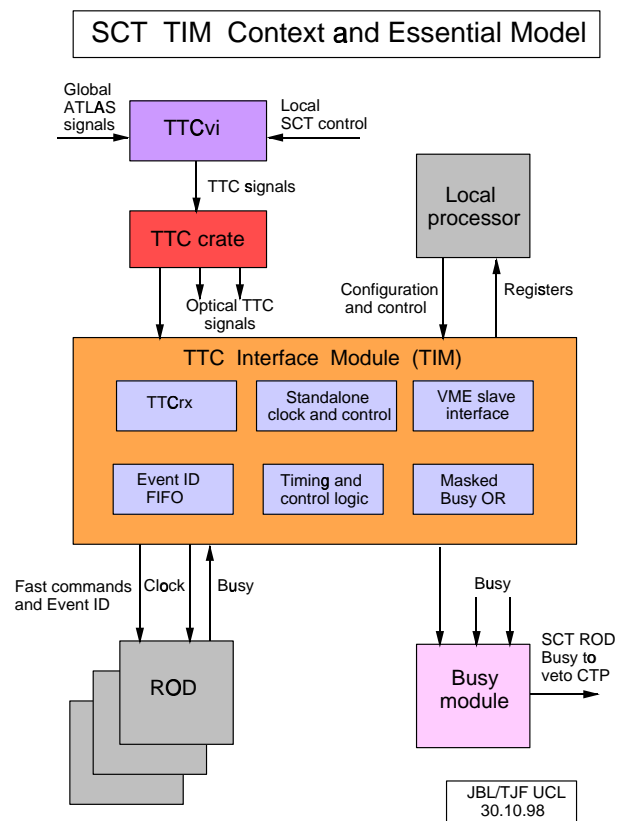 SCT TIM Context and Essential Model
Global
ATLAS
signals
TTCvi
Local
SCT control
TTC signals
TTC crate
Local
processor
Optical TTC
signals
Configuration
and control
Registers
TTC Interface Module (TIM)
TTCrx
Standalone
clock and control
VME slave
interface
Event ID
FIFO
Timing and
control logic
Masked
Busy OR
Fast commands
and Event ID
Clock
Busy
Busy
ROD
Busy
module
SCT ROD
Busy to
veto CTP
JBL/TJF UCL
30.10.98